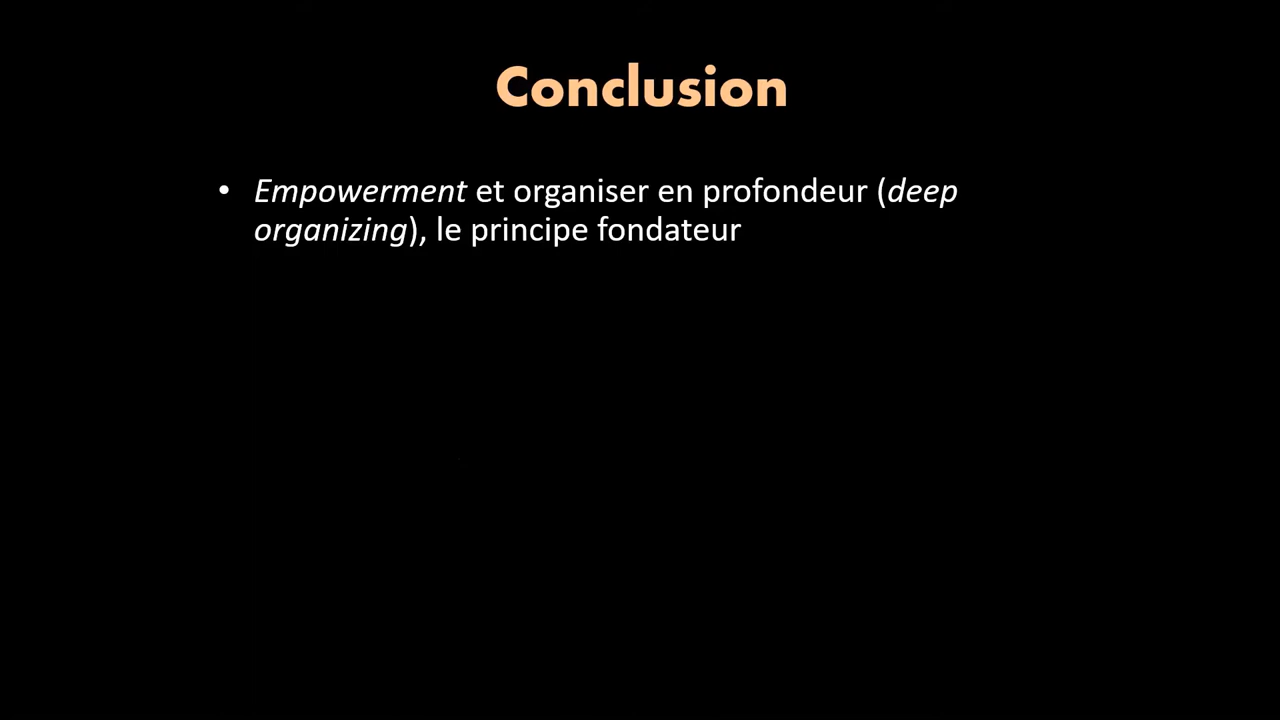 Conclusion
• Empowerment et organiser en profondeur (deep
organizing), le principe fondateur